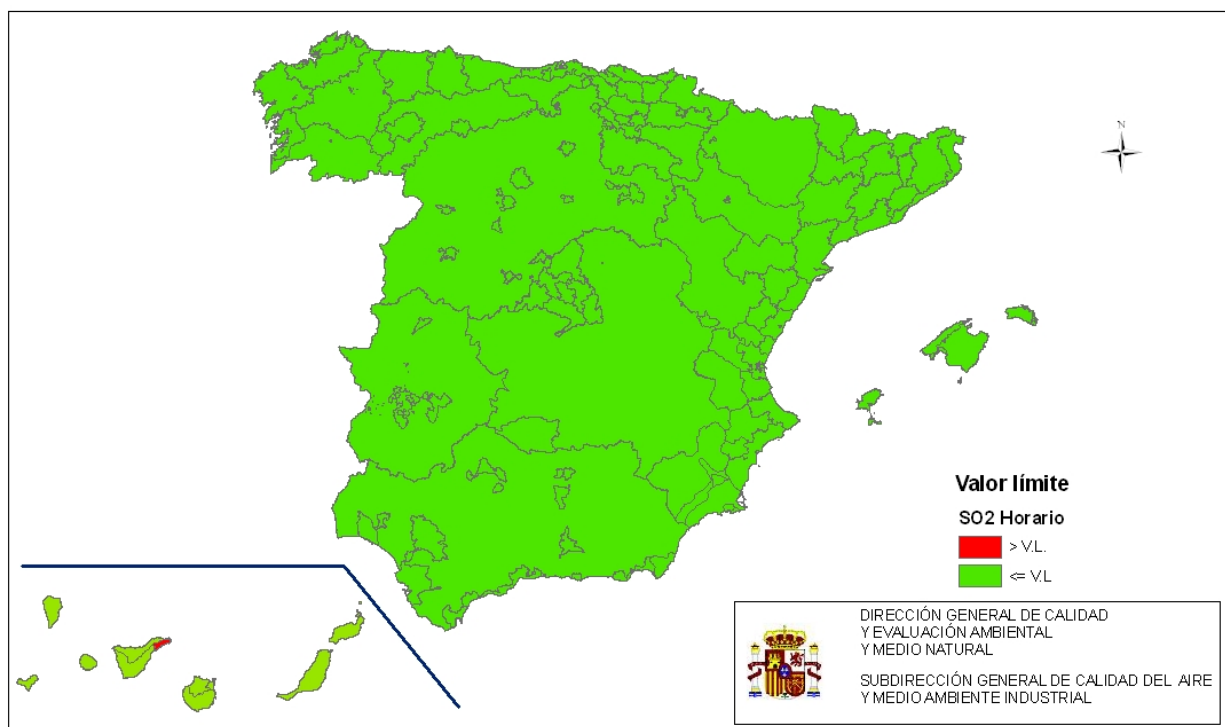 N
Valor límite
SO2 Horario
> V.L.
<= V.L
DIRECCIÓN GENERAL DE CALIDAD
Y EVALUACIÓN AMBIENTAL
Y MEDIO NATURAL
SUBDIRECCIÓN GENERAL DE CALIDAD DEL AIRE
Y MEDIO AMBIENTE INDUSTRIAL